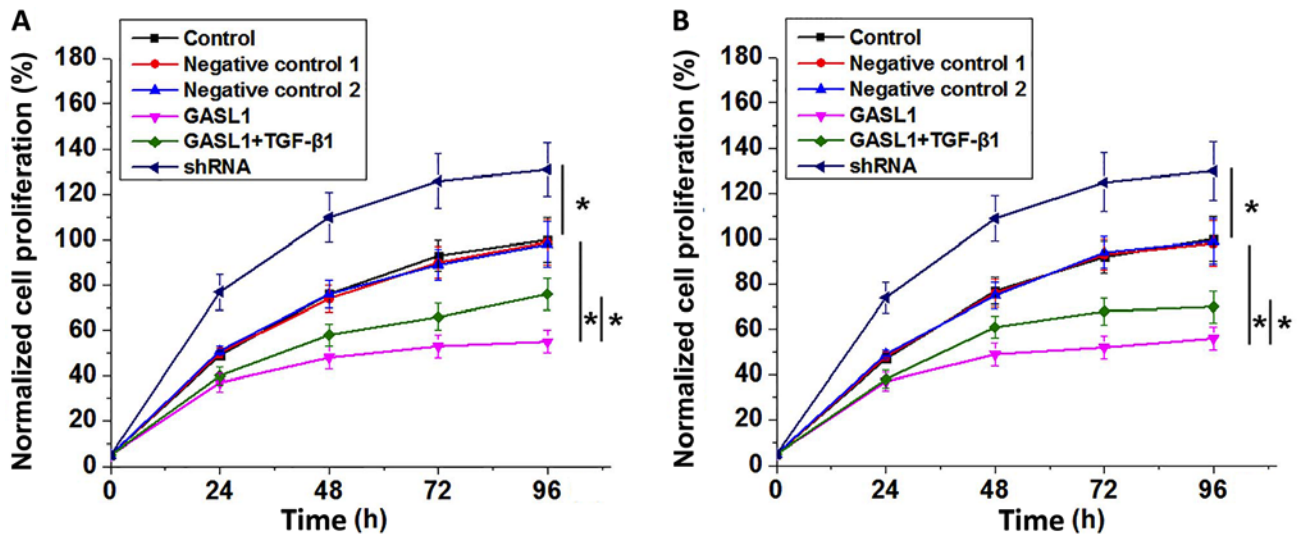 A
Normalized cell proliferation (%)
180
160
140
120
100
80
60
40
20
0
Control
Negative control 1
Negative control 2
GASL1
GASL1+TGF-β1
shRNA
*
* *
0 24 48 72 96
Time (h)
B
Normalized cell proliferation (%)
180
160
140
120
100
80
60
40
20
0
Control
Negative control 1
Negative control 2
GASL1
GASL1+TGF-β1
shRNA
*
* *
0 24 48 72 96
Time (h)